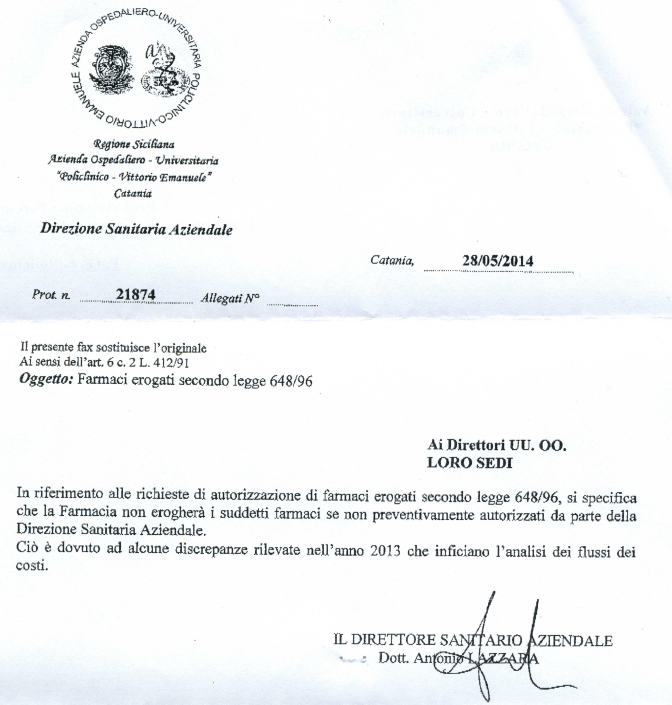 AZIENDA OSPEDALIERO-UNIVERSITARIA POLICLINICO-VITTORIO EMANUELE
Regione Siciliana
Azienda Ospedaliero - Universitaria
"Policlinico - Vittorio Emanuele"
Catania
Direzione Sanitaria Aziendale
Catania, 28/05/2014
Prot. n. 21874 Allegati N°
Il presente fax sostituisce l'originale
Ai sensi dell'art. 6 c. 2 L. 412/91
Oggetto: Farmaci erogati secondo legge 648/96
Ai Direttori UU. OO.
LORO SEDI
In riferimento alle richieste di autorizzazione di farmaci erogati secondo legge 648/96, si specifica
che la Farmacia non erogherà i suddetti farmaci se non preventivamente autorizzati da parte della
Direzione Sanitaria Aziendale.
Ciò è dovuto ad alcune discrepanze rilevate nell'anno 2013 che inficiano l'analisi dei flussi dei
costi.
IL DIRETTORE SANITARIO AZIENDALE
Dott. Antonio LAZZARA